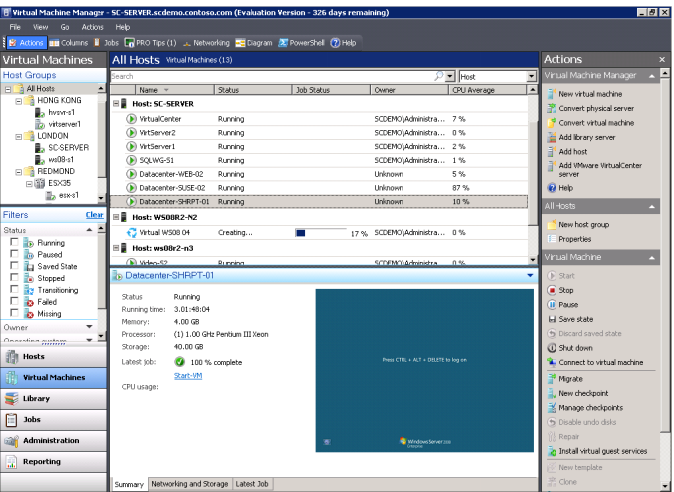 Virtual Machine Manager - SC-SERVER.scdemo.contoso.com (Evaluation Version - 326 days remaining)
File View Go Actions Help
Actions Columns Jobs PRO Tips (1) Networking Diagram PowerShell Help
Virtual Machines
Host Groups
All Hosts
HONG KONG
hvsvr-s1
virtserver1
LONDON
SC-SERVER
ws08-s1
REDMOND
ESX35
esx-s1
Filters Clear
Status
Running
Paused
Saved State
Stopped
Transitioning
Failed
Missing
Owner
Operating system
Hosts
Virtual Machines
Library
Jobs
Administration
Reporting
All Hosts Virtual Machines (13)
Search Host
Name Status Job Status Owner CPU Average
Host: SC-SERVER
VirtualCenter Running SCDEMO\Administra... 7 %
VirtServer2 Running SCDEMO\Administra... 0 %
VirtServer1 Running SCDEMO\Administra... 2 %
SQLWG-S1 Running SCDEMO\Administra... 1 %
Datacenter-WEB-02 Running Unknown 5 %
Datacenter-SUSE-02 Running Unknown 87 %
Datacenter-SHRPT-01 Running Unknown 10 %
Host: WS08R2-N2
Virtual WS08 04 Creating... 17 % SCDEMO\Administra... 0 %
Host: ws08r2-n3
Video-S2 Running SCDEMO\Administra... 0 %
Datacenter-SHRPT-01
Status Running
Running time: 3.01:48:04
Memory: 4.00 GB
Processor: (1) 1.00 GHz Pentium III Xeon
Storage: 40.00 GB
Latest job: 100 % complete
Start-VM
CPU usage:
Press CTRL + ALT + DELETE to log on
Windows Server 2008
Enterprise
Summary Networking and Storage Latest Job
Actions
Virtual Machine Manager
New virtual machine
Convert physical server
Convert virtual machine
Add library server
Add host
Add VMware VirtualCenter
server
Help
All Hosts
New host group
Properties
Virtual Machine
Start
Stop
Pause
Save state
Discard saved state
Shut down
Connect to virtual machine
Migrate
New checkpoint
Manage checkpoints
Disable undo disks
Repair
Install virtual guest services
New template
Clone